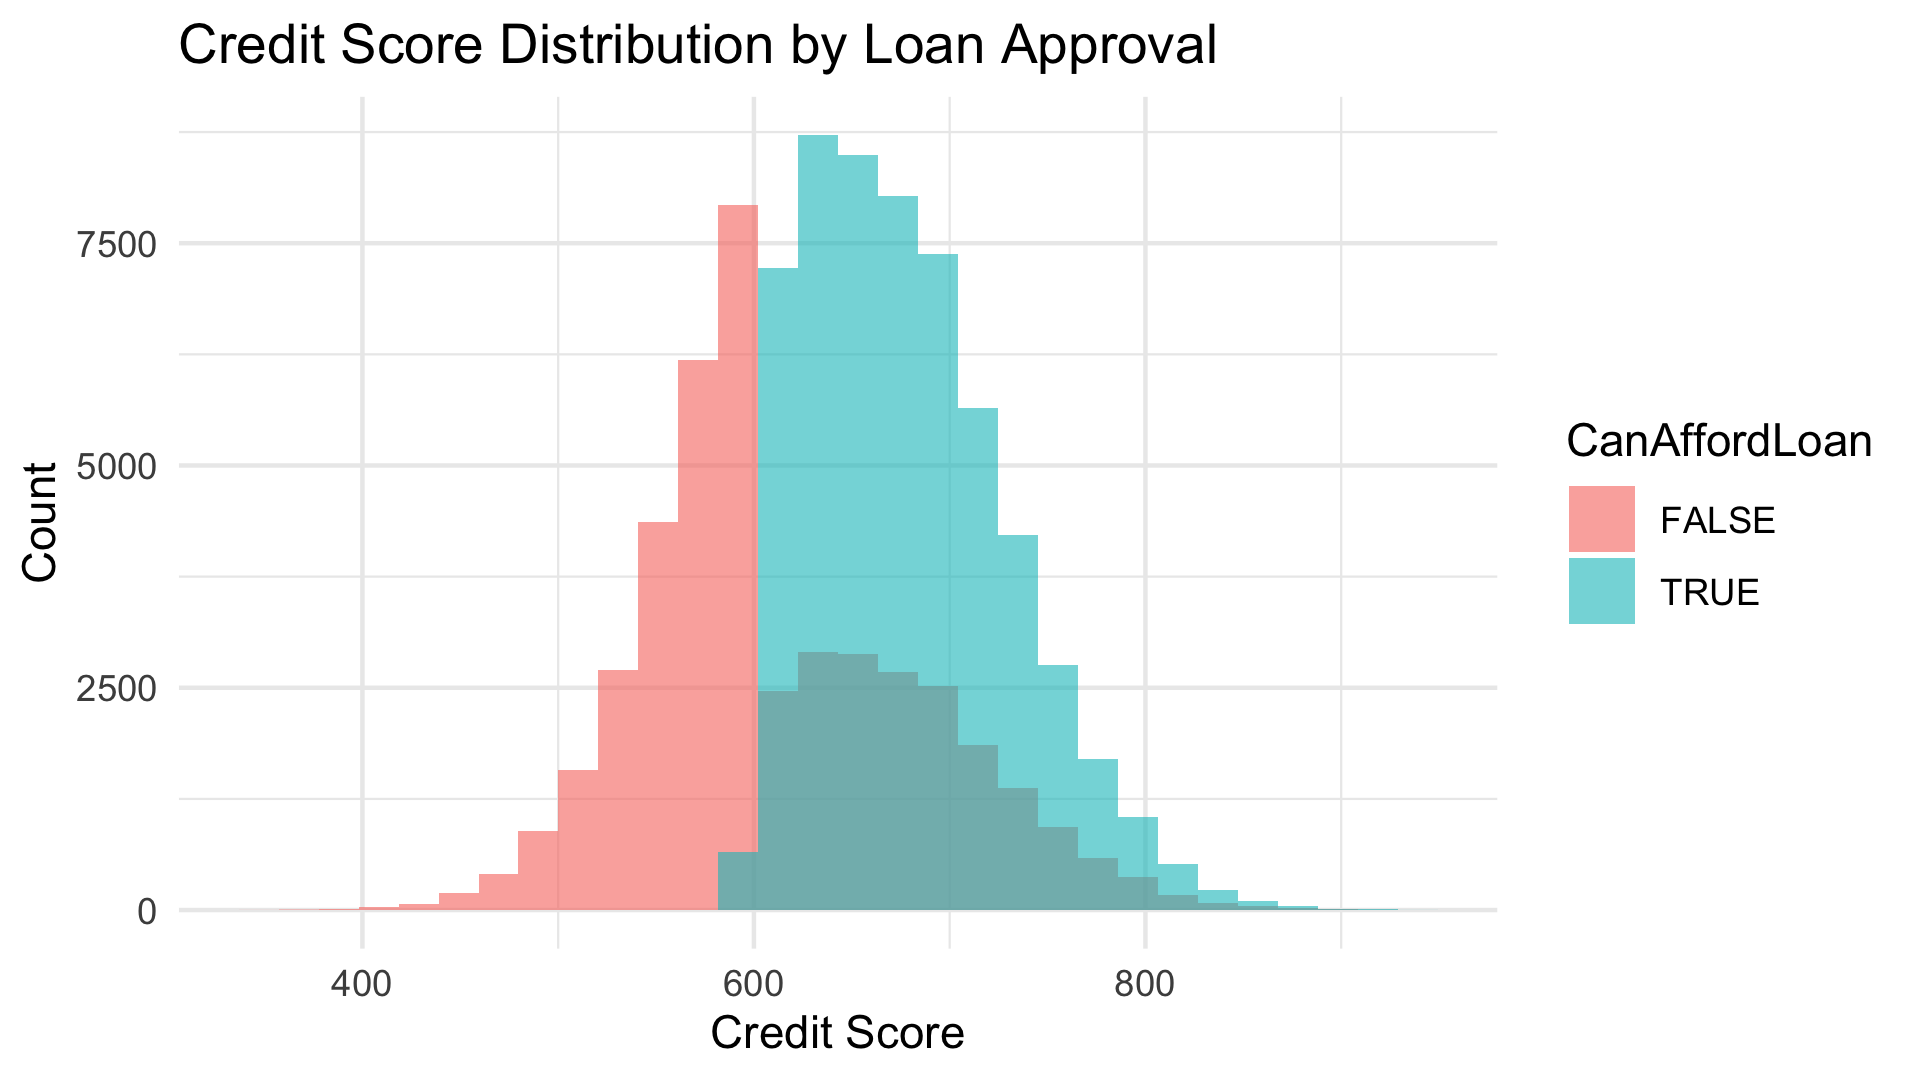 Credit Score Distribution by Loan Approval
Count
7500
5000
2500
0
400 600 800
Credit Score
CanAffordLoan
FALSE
TRUE